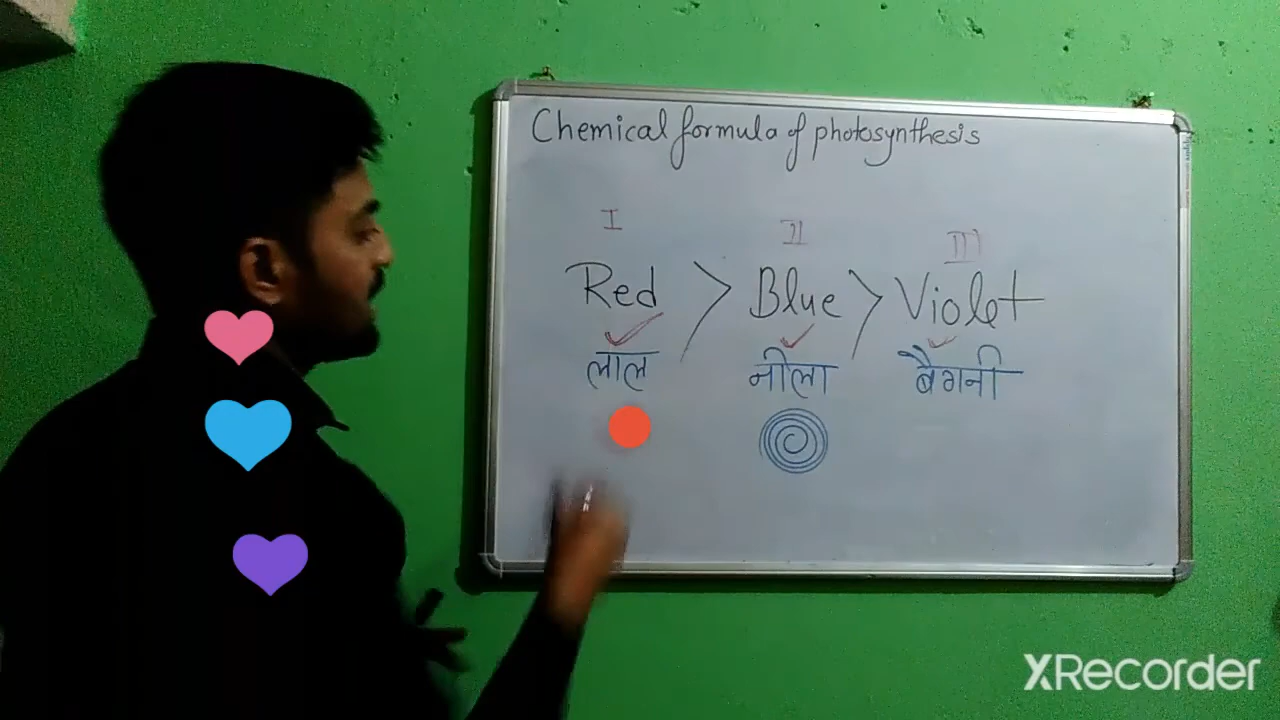 Chemical formula of photosynthesis
I II III
Red > Blue > Violet
लाल नीला बैगनी
XRecorder